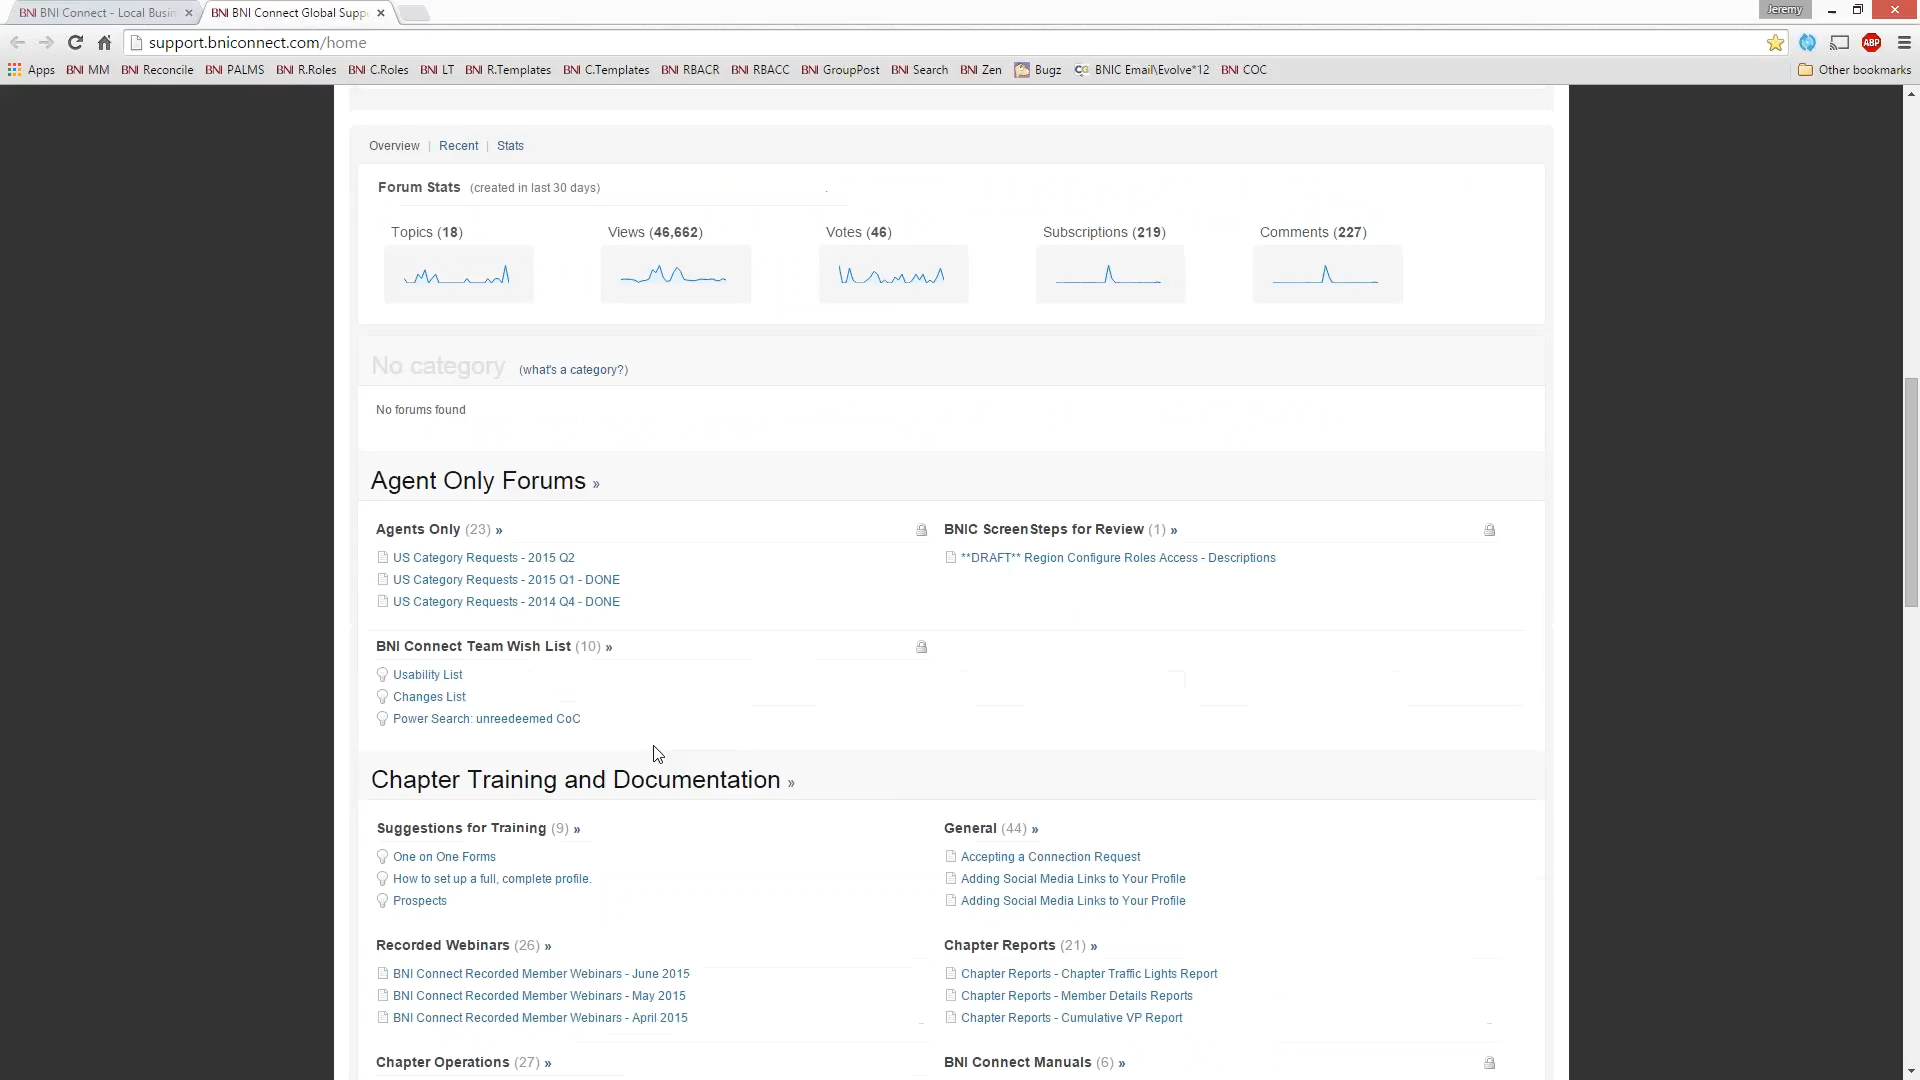 BNI BNI Connect - Local Busin
BNI BNI Connect Global Supp
Jeremy
support.bniconnect.com/home
ABP
Apps BNI MM BNI Reconcile BNI PALMS BNI R.Roles BNI C.Roles BNI LT BNI R.Templates BNI C.Templates BNI RBACR BNI RBACC BNI GroupPost BNI Search BNI Zen Bugz CG BNIC Email\Evolve*12 BNI COC Other bookmarks
Overview | Recent | Stats
Forum Stats (created in last 30 days)
Topics (18) Views (46,662) Votes (46) Subscriptions (219) Comments (227)
No category (what's a category?)
No forums found
Agent Only Forums »
Agents Only (23) »
US Category Requests - 2015 Q2
US Category Requests - 2015 Q1 - DONE
US Category Requests - 2014 Q4 - DONE
BNIC ScreenSteps for Review (1) »
**DRAFT** Region Configure Roles Access - Descriptions
BNI Connect Team Wish List (10) »
Usability List
Changes List
Power Search: unreedeemed CoC
Chapter Training and Documentation »
Suggestions for Training (9) »
One on One Forms
How to set up a full, complete profile.
Prospects
General (44) »
Accepting a Connection Request
Adding Social Media Links to Your Profile
Adding Social Media Links to Your Profile
Recorded Webinars (26) »
BNI Connect Recorded Member Webinars - June 2015
BNI Connect Recorded Member Webinars - May 2015
BNI Connect Recorded Member Webinars - April 2015
Chapter Reports (21) »
Chapter Reports - Chapter Traffic Lights Report
Chapter Reports - Member Details Reports
Chapter Reports - Cumulative VP Report
Chapter Operations (27) »
BNI Connect Manuals (6) »